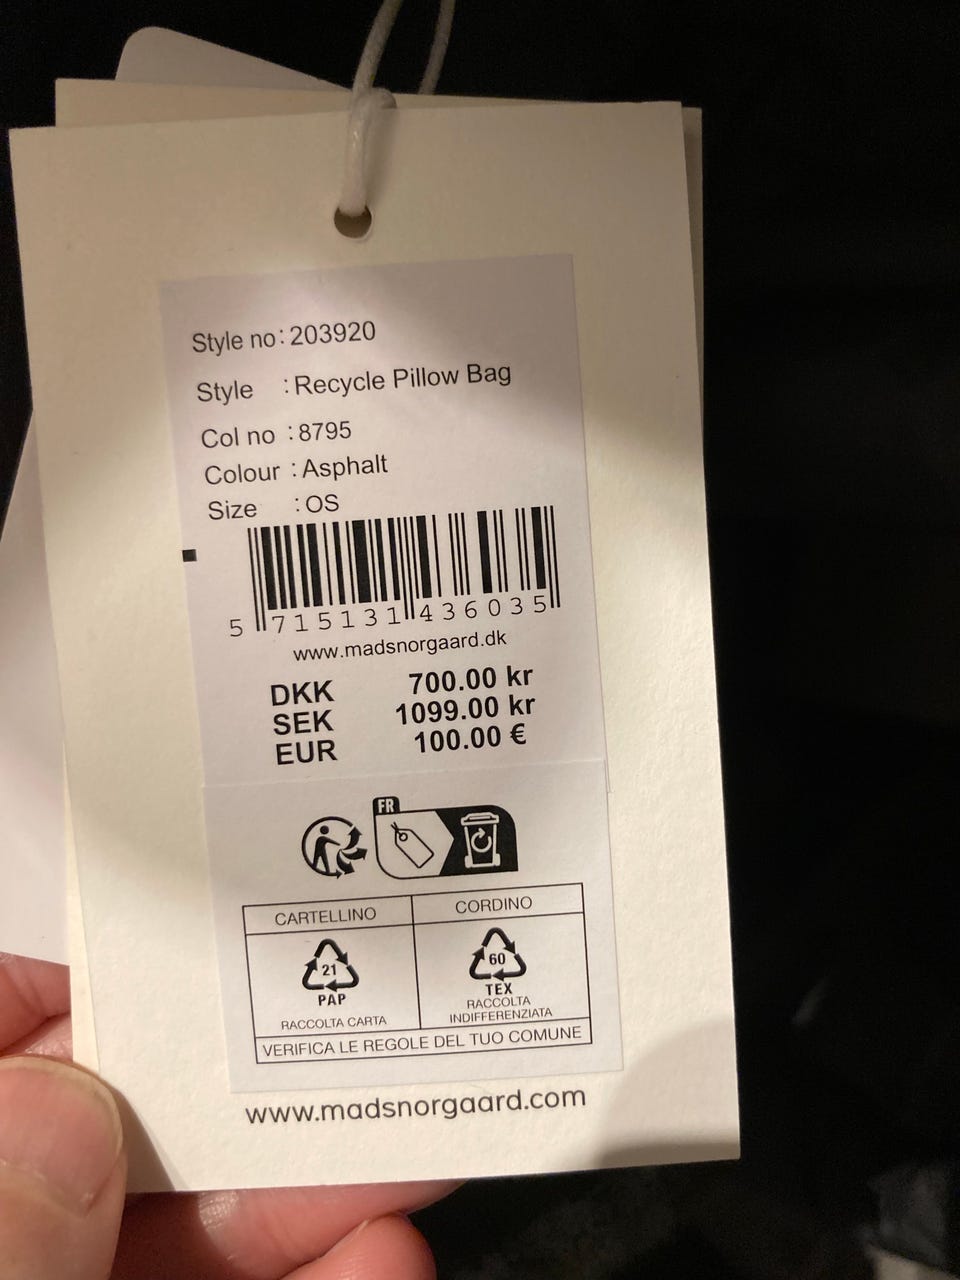 Style no: 203920
Style : Recycle Pillow Bag
Col no : 8795
Colour : Asphalt
Size : OS
5 715131 436035
www.madsnorgaard.dk
DKK 700.00 kr
SEK 1099.00 kr
EUR 100.00 €
FR
CARTELLINO CORDINO
21 60
PAP TEX
RACCOLTA CARTA RACCOLTA INDIFFERENZIATA
VERIFICA LE REGOLE DEL TUO COMUNE
www.madsnorgaard.com